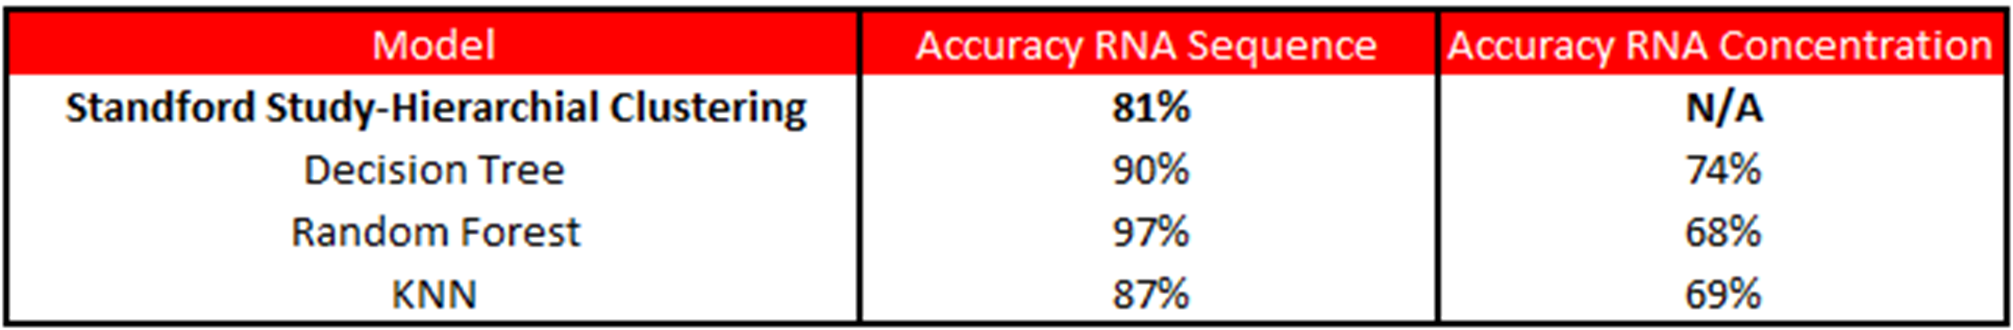 Model Accuracy RNA Sequence Accuracy RNA Concentration
Standford Study-Hierarchial Clustering 81% N/A
Decision Tree 90% 74%
Random Forest 97% 68%
KNN 87% 69%